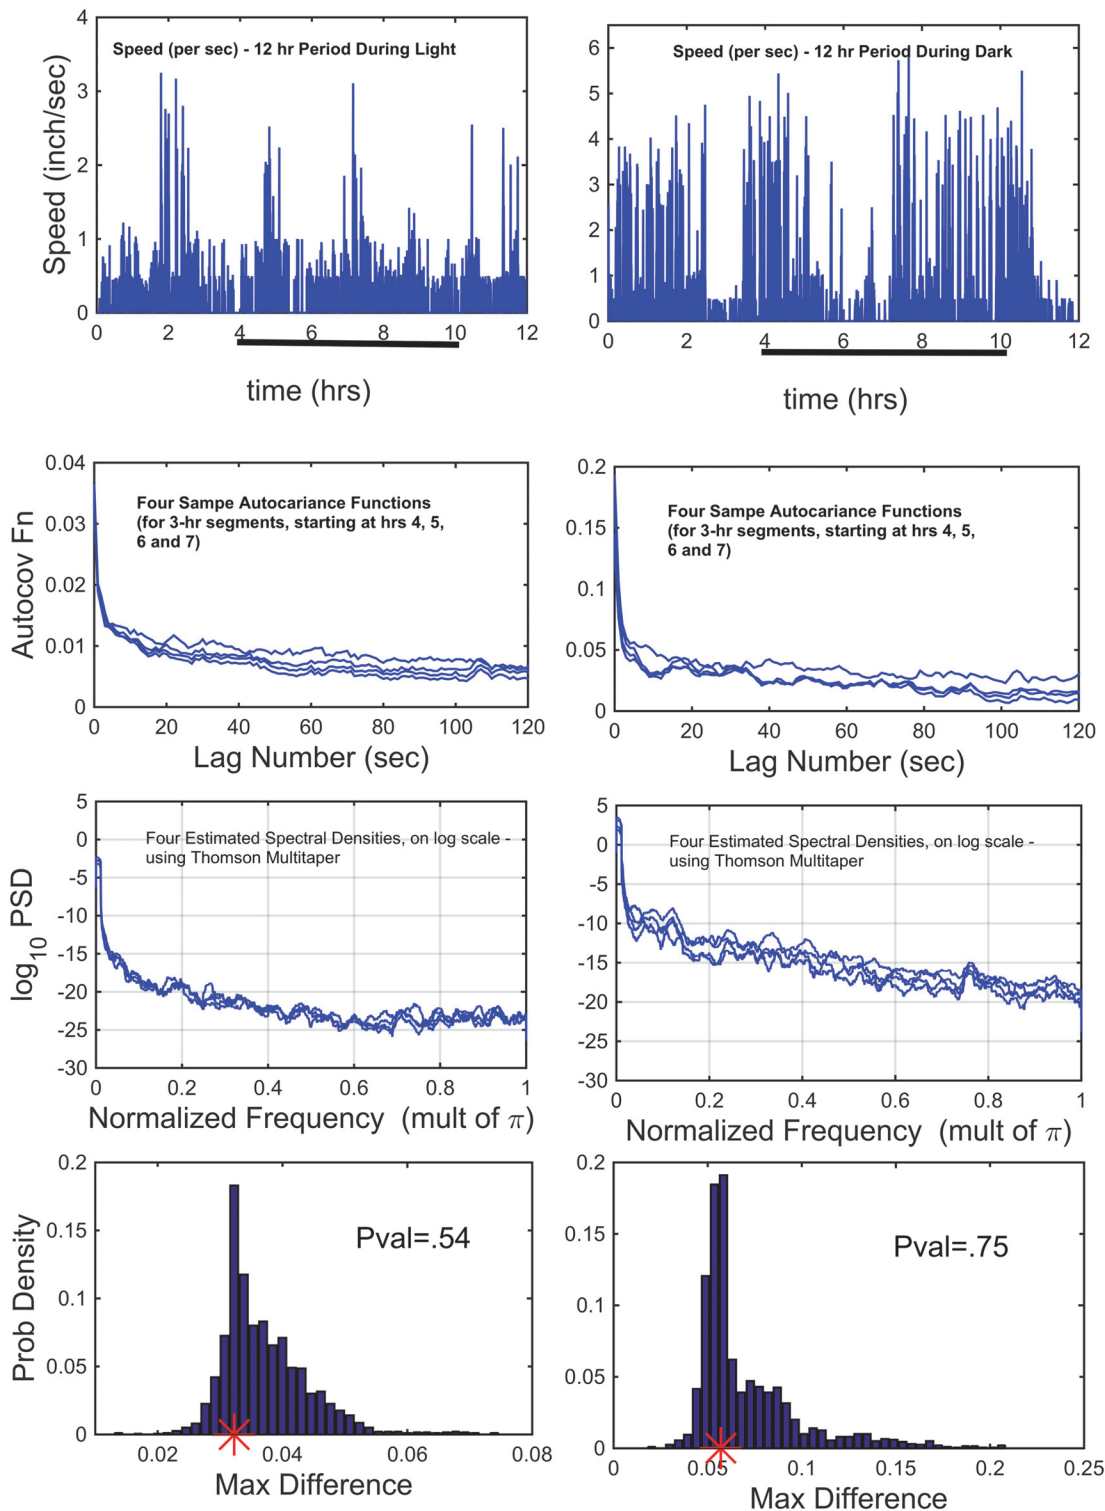 Speed (per sec) - 12 hr Period During Light
Speed (inch/sec)
4
3
2
1
0
0 2 4 6 8 10 12
time (hrs)
Speed (per sec) - 12 hr Period During Dark
6
5
4
3
2
1
0
0 2 4 6 8 10 12
time (hrs)
Four Sampe Autocariance Functions
(for 3-hr segments, starting at hrs 4, 5,
6 and 7)
Autocov Fn
0.04
0.03
0.02
0.01
0
0 20 40 60 80 100 120
Lag Number (sec)
Four Sampe Autocariance Functions
(for 3-hr segments, starting at hrs 4, 5,
6 and 7)
0.2
0.15
0.1
0.05
0
0 20 40 60 80 100 120
Lag Number (sec)
Four Estimated Spectral Densities, on log scale -
using Thomson Multitaper
log10 PSD
5
0
-5
-10
-15
-20
-25
-30
0 0.2 0.4 0.6 0.8 1
Normalized Frequency (mult of π)
Four Estimated Spectral Densities, on log scale -
using Thomson Multitaper
5
0
-5
-10
-15
-20
-25
-30
0 0.2 0.4 0.6 0.8 1
Normalized Frequency (mult of π)
Pval=.54
Prob Density
0.2
0.15
0.1
0.05
0
0.02 0.04 0.06 0.08
Max Difference
Pval=.75
0.2
0.15
0.1
0.05
0
0 0.05 0.1 0.15 0.2 0.25
Max Difference